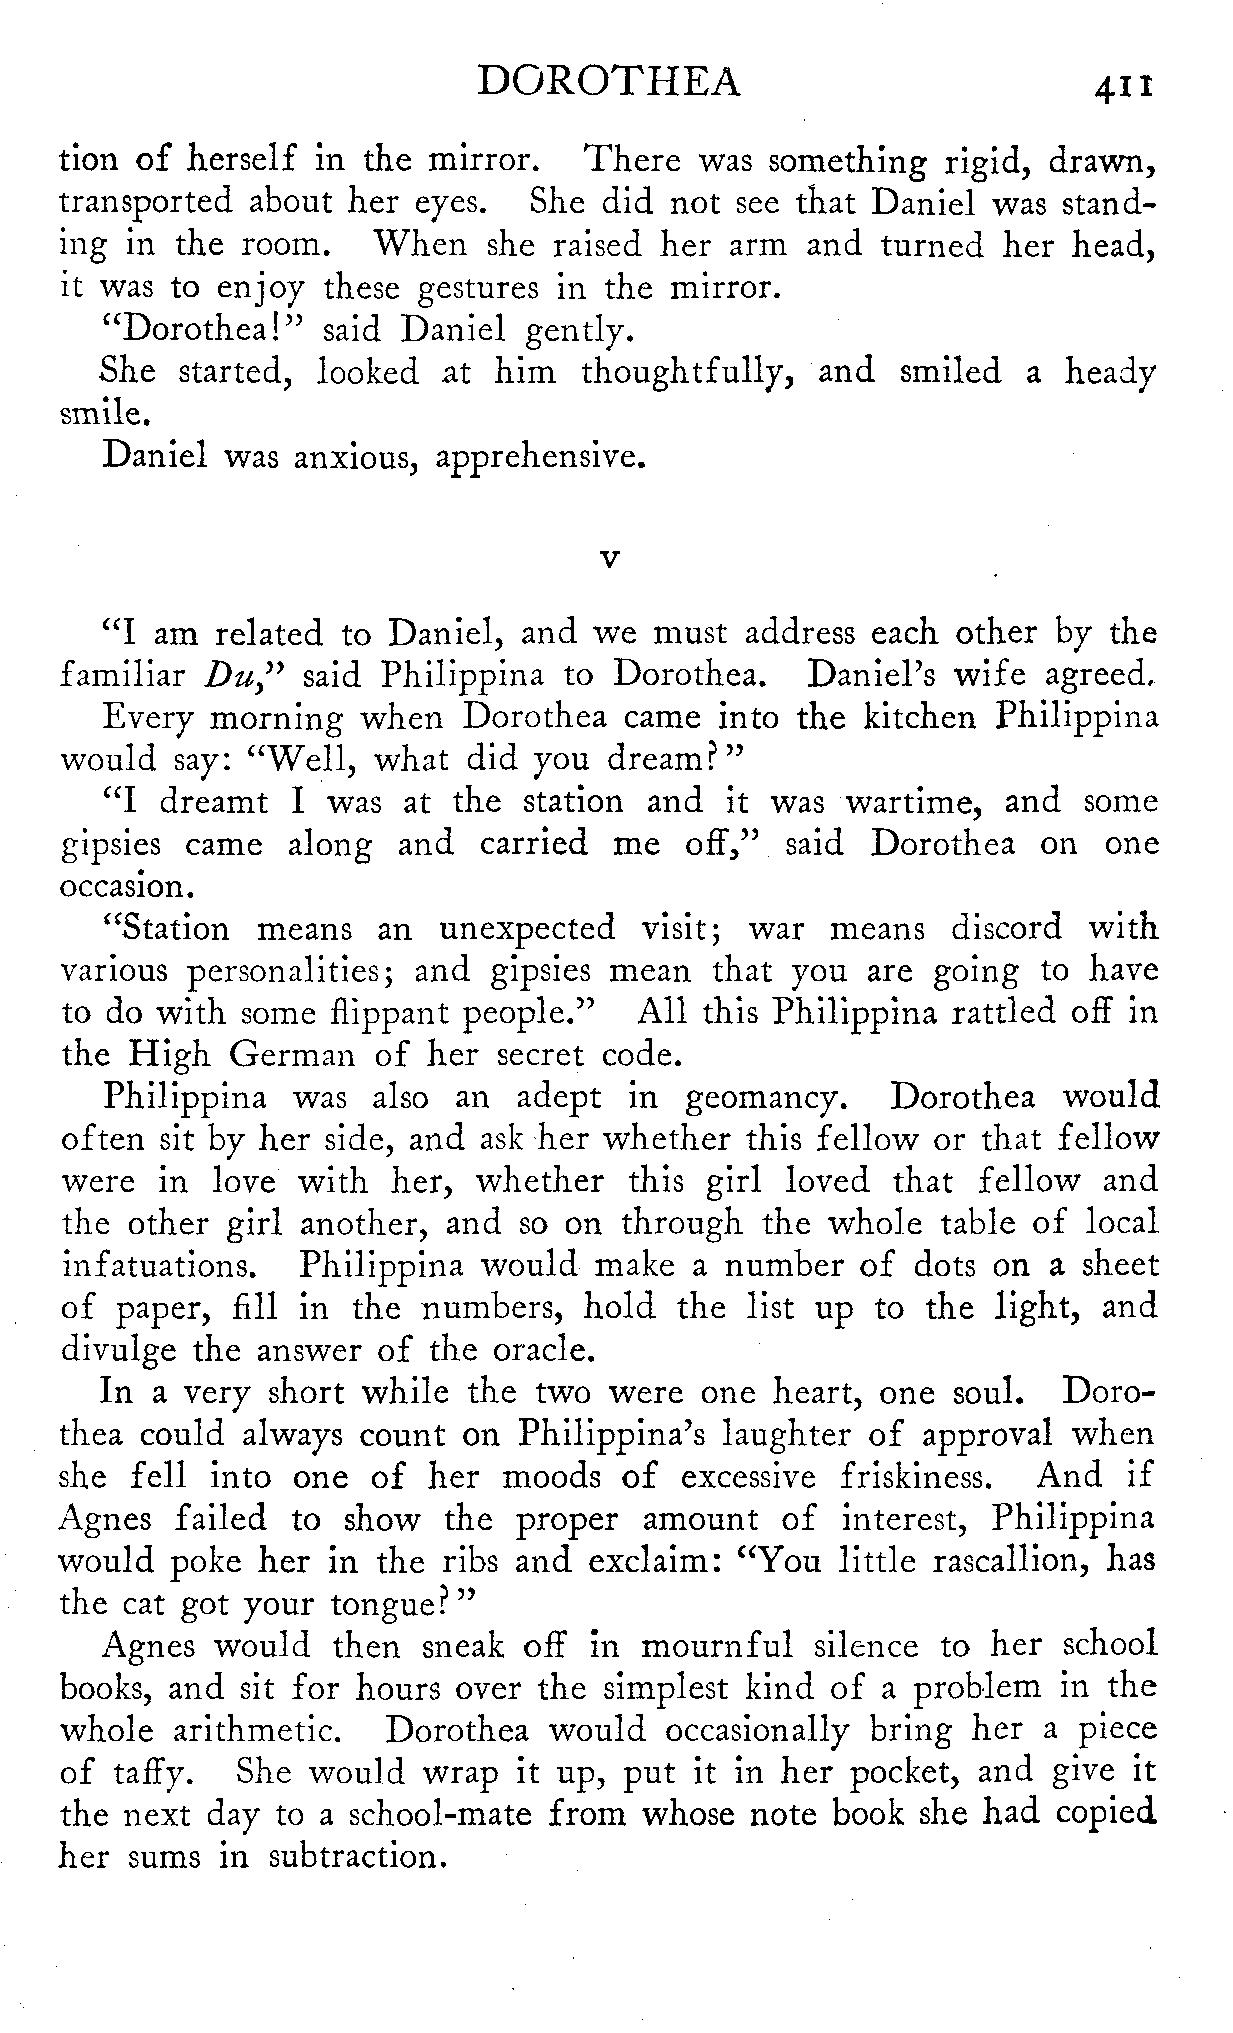 DOROTHEA 411
tion of herself in the mirror. There was something rigid, drawn,
transported about her eyes. She did not see that Daniel was stand-
ing in the room. When she raised her arm and turned her head,
it was to enjoy these gestures in the mirror.
“Dorothea!” said Daniel gently.
She started, looked at him thoughtfully, and smiled a heady
smile.
Daniel was anxious, apprehensive.
V
“I am related to Daniel, and we must address each other by the
familiar Du,” said Philippina to Dorothea. Daniel’s wife agreed.
Every morning when Dorothea came into the kitchen Philippina
would say: “Well, what did you dream?”
“I dreamt I was at the station and it was wartime, and some
gipsies came along and carried me off,” said Dorothea on one
occasion.
“Station means an unexpected visit; war means discord with
various personalities; and gipsies mean that you are going to have
to do with some flippant people.” All this Philippina rattled off in
the High German of her secret code.
Philippina was also an adept in geomancy. Dorothea would
often sit by her side, and ask her whether this fellow or that fellow
were in love with her, whether this girl loved that fellow and
the other girl another, and so on through the whole table of local
infatuations. Philippina would make a number of dots on a sheet
of paper, fill in the numbers, hold the list up to the light, and
divulge the answer of the oracle.
In a very short while the two were one heart, one soul. Doro-
thea could always count on Philippina’s laughter of approval when
she fell into one of her moods of excessive friskiness. And if
Agnes failed to show the proper amount of interest, Philippina
would poke her in the ribs and exclaim: “You little rascallion, has
the cat got your tongue?”
Agnes would then sneak off in mournful silence to her school
books, and sit for hours over the simplest kind of a problem in the
whole arithmetic. Dorothea would occasionally bring her a piece
of taffy. She would wrap it up, put it in her pocket, and give it
the next day to a school-mate from whose note book she had copied
her sums in subtraction.